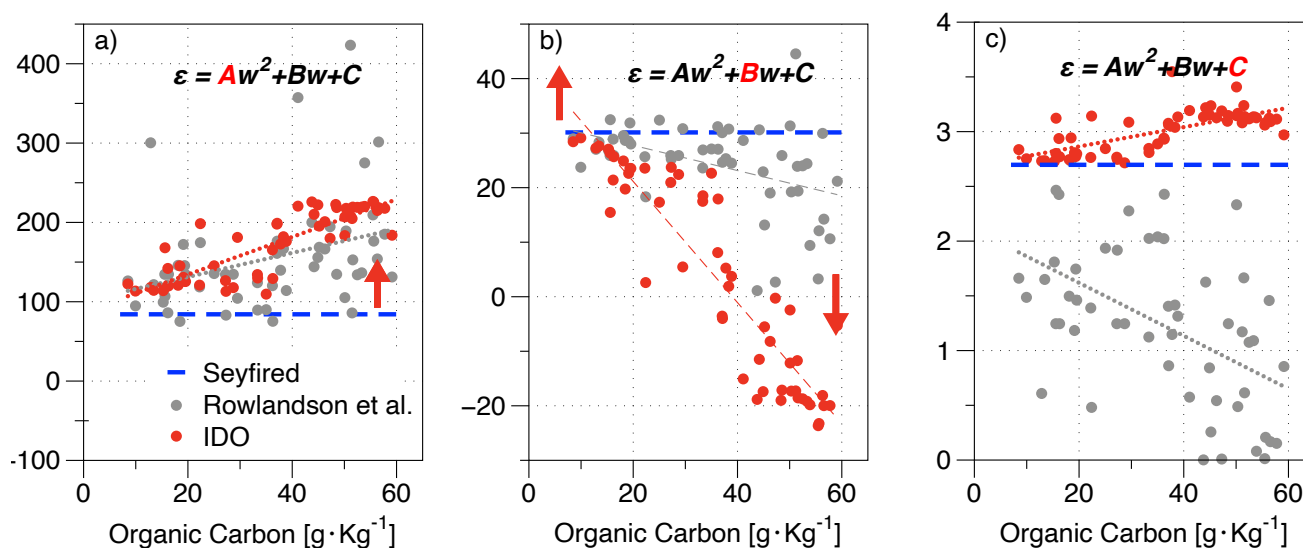 a)
ε = Aw²+Bw+C
400
300
200
100
0
-100
0
20
40
60
Seyfired
Rowlandson et al.
IDO
Organic Carbon [g·Kg⁻¹]
b)
ε = Aw²+Bw+C
40
20
0
−20
0
20
40
60
Organic Carbon [g·Kg⁻¹]
c)
ε = Aw²+Bw+C
4
3
2
1
0
0
20
40
60
Organic Carbon [g·Kg⁻¹]